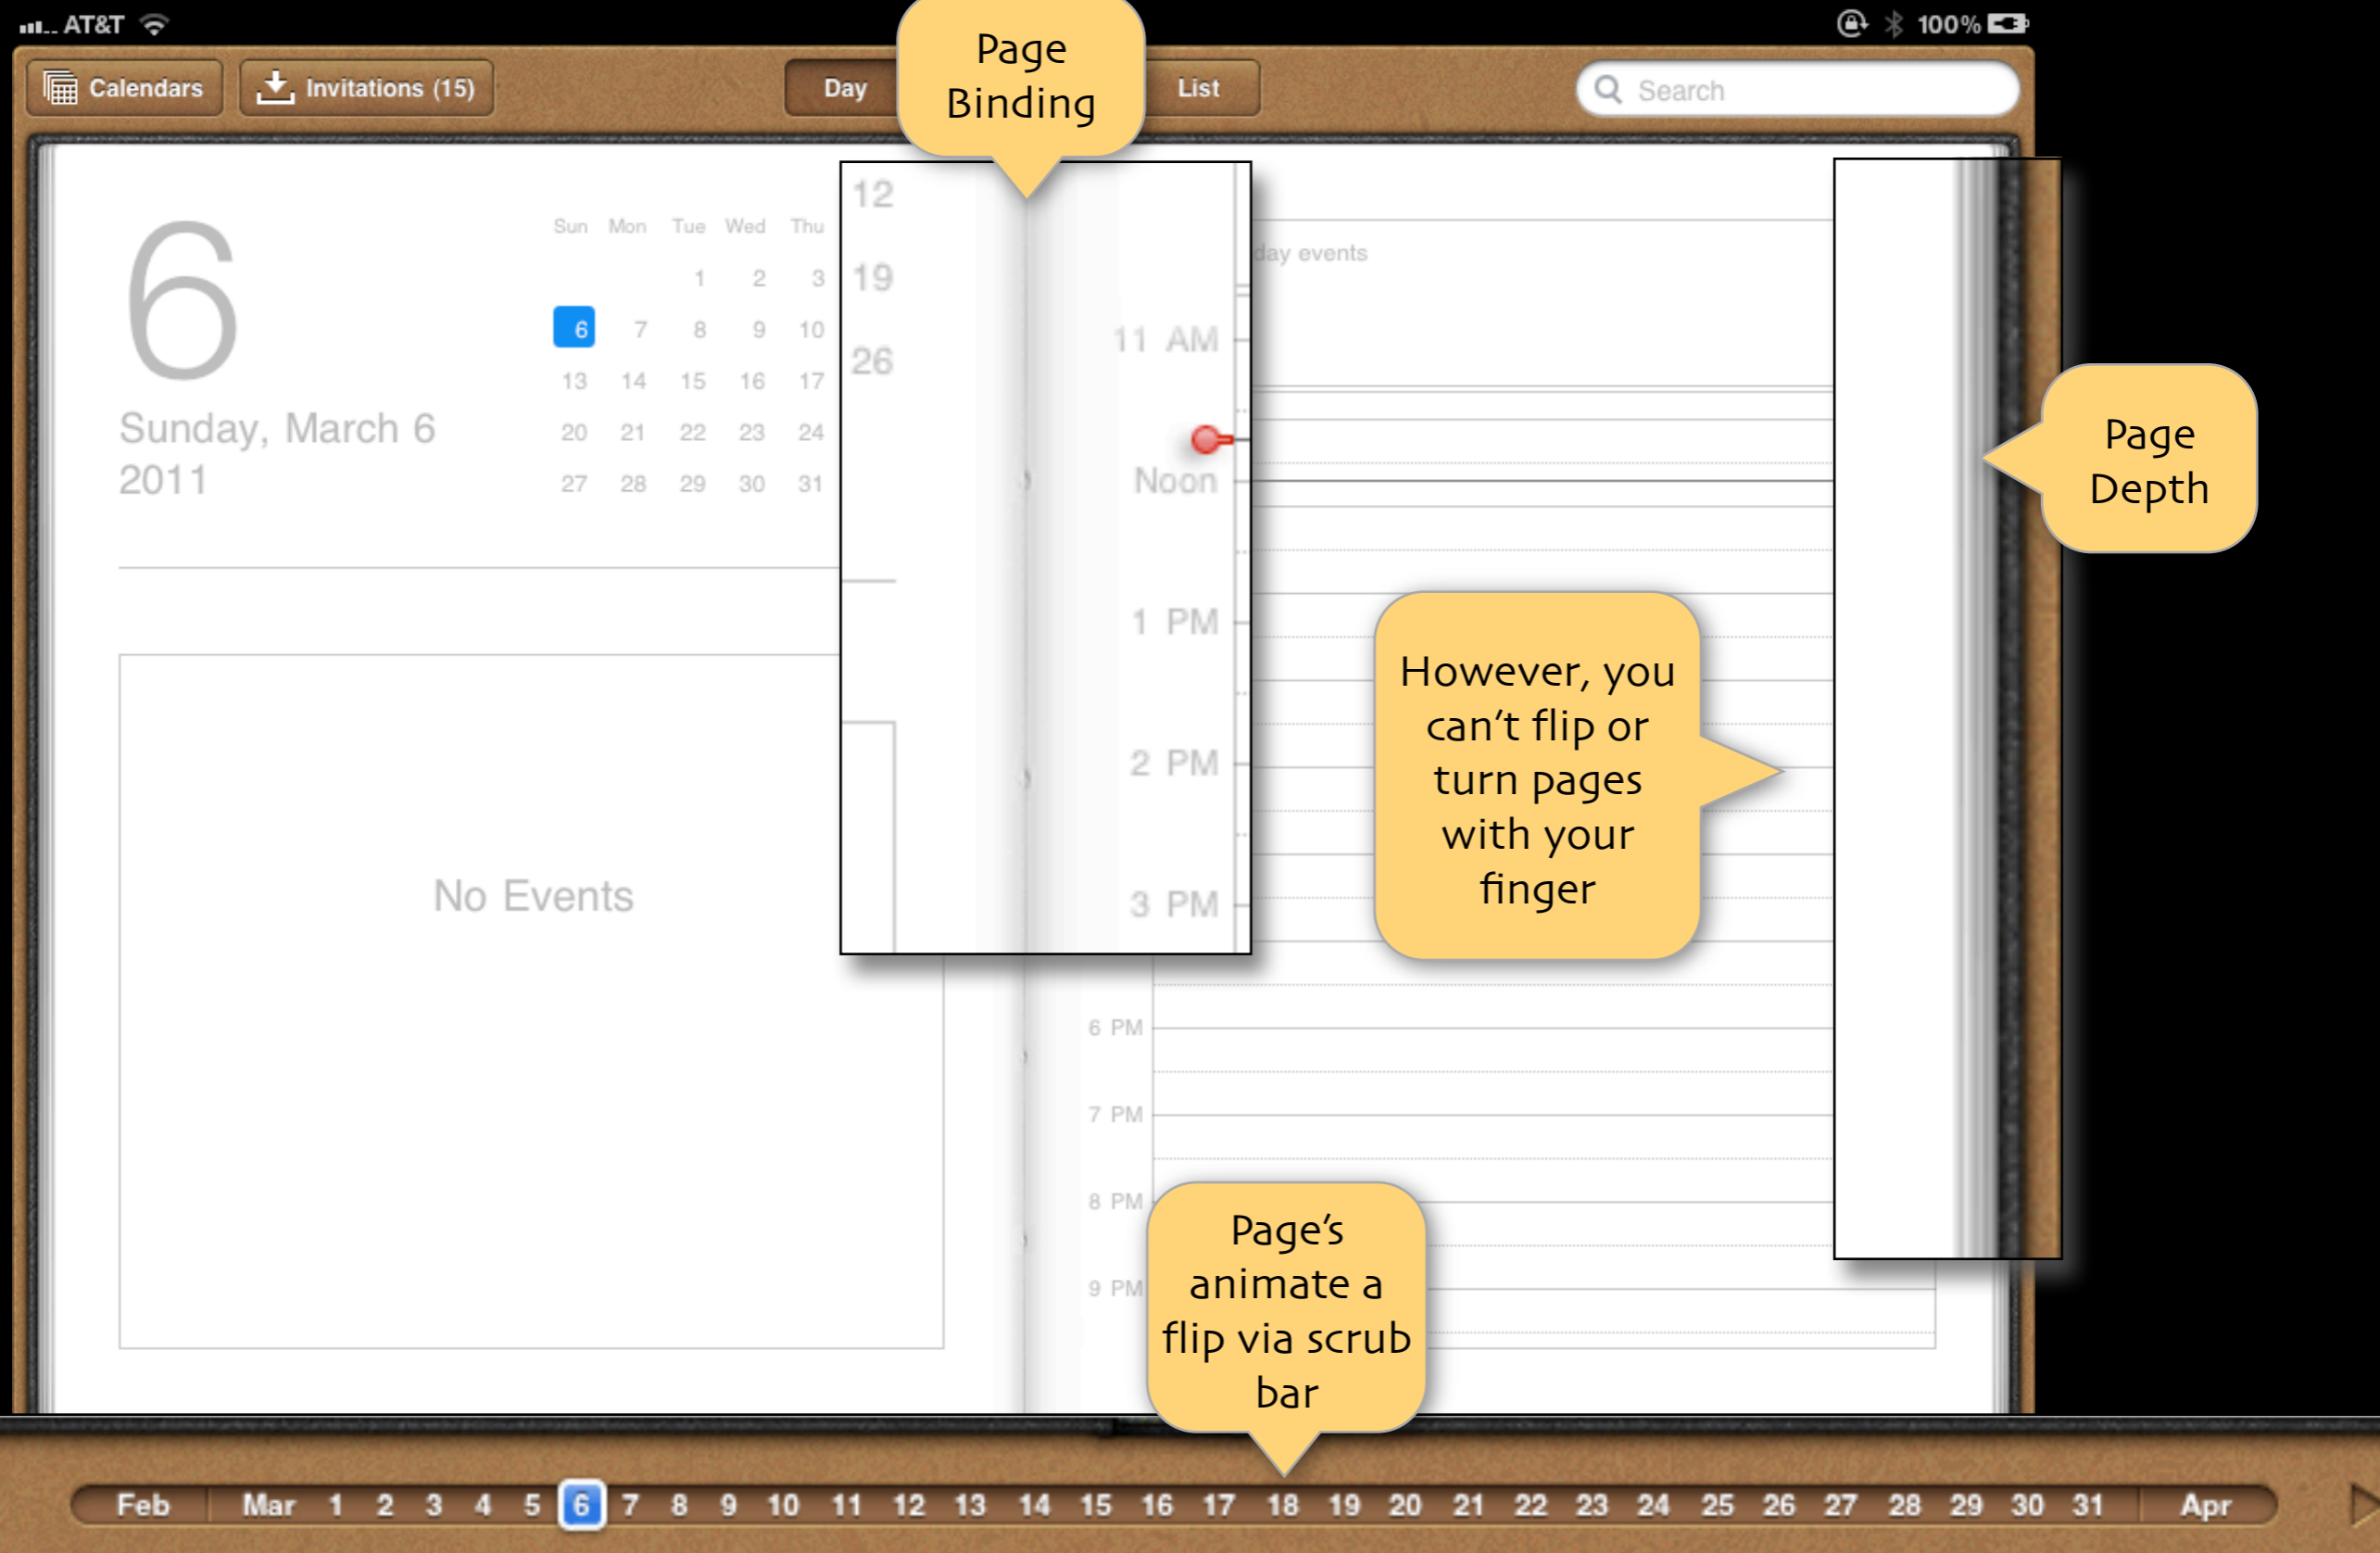 AT&T
100%
Calendars
Invitations (15)
Day
List
Search
Page
Binding
6
Sunday, March 6
2011
Sun Mon Tue Wed Thu
1 2 3
6 7 8 9 10
13 14 15 16 17
20 21 22 23 24
27 28 29 30 31
12
19
26
No Events
day events
11 AM
Noon
1 PM
2 PM
3 PM
6 PM
7 PM
8 PM
9 PM
Page
Depth
However, you
can't flip or
turn pages
with your
finger
Page's
animate a
flip via scrub
bar
Feb Mar 1 2 3 4 5 6 7 8 9 10 11 12 13 14 15 16 17 18 19 20 21 22 23 24 25 26 27 28 29 30 31 Apr